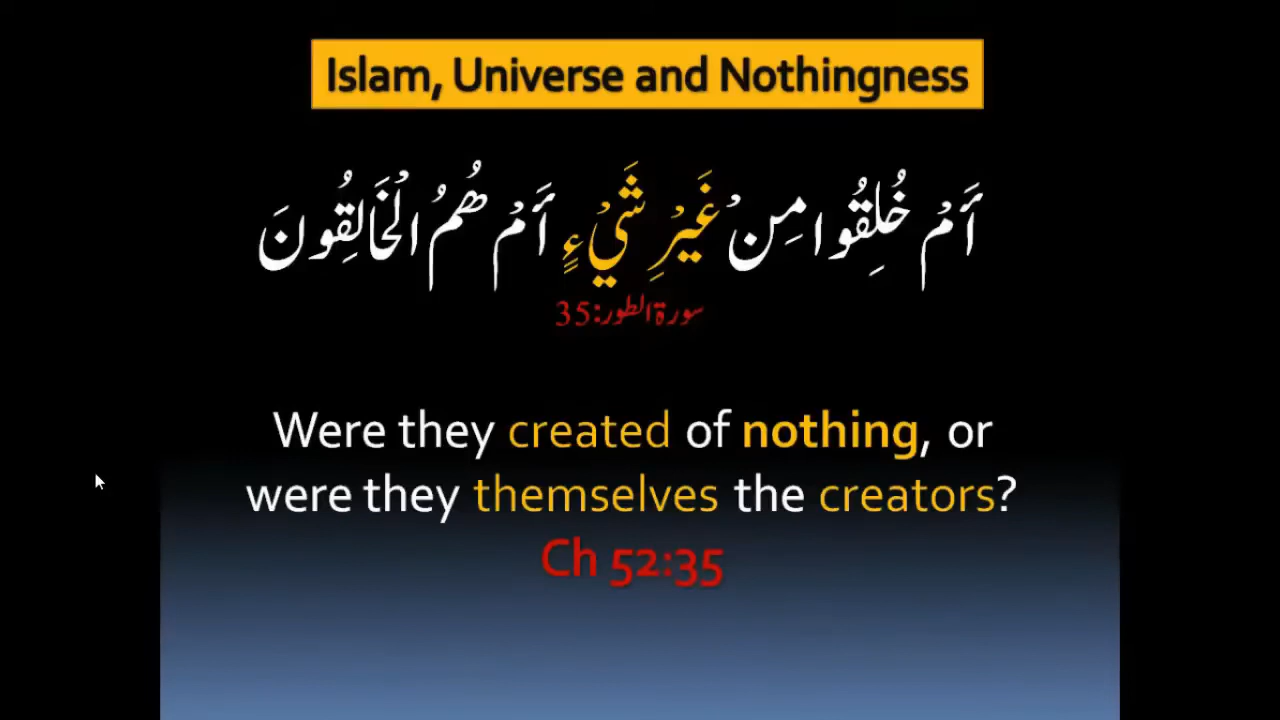 Islam, Universe and Nothingness
أَمْ خُلِقُوا مِنْ غَيْرِ شَيْءٍ أَمْ هُمُ الْخَالِقُونَ
سورة الطور:35
Were they created of nothing, or
were they themselves the creators?
Ch 52:35